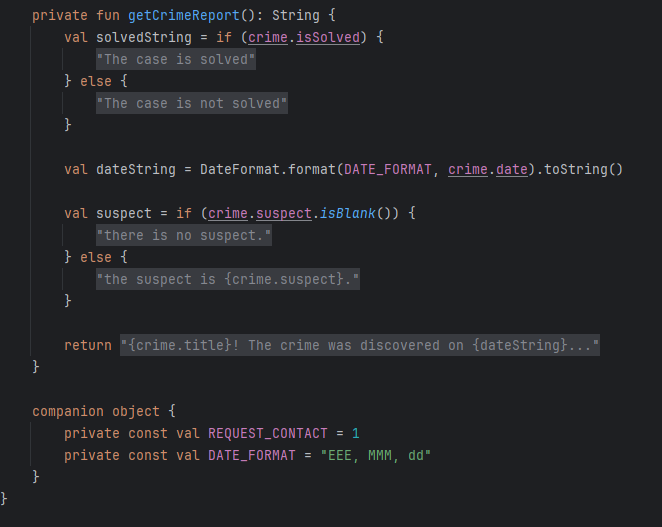 private fun getCrimeReport(): String {
val solvedString = if (crime.isSolved) {
"The case is solved"
} else {
"The case is not solved"
}
val dateString = DateFormat.format(DATE_FORMAT, crime.date).toString()
val suspect = if (crime.suspect.isBlank()) {
"there is no suspect."
} else {
"the suspect is {crime.suspect}."
}
return "{crime.title}! The crime was discovered on {dateString}..."
}
companion object {
private const val REQUEST_CONTACT = 1
private const val DATE_FORMAT = "EEE, MMM, dd"
}
}